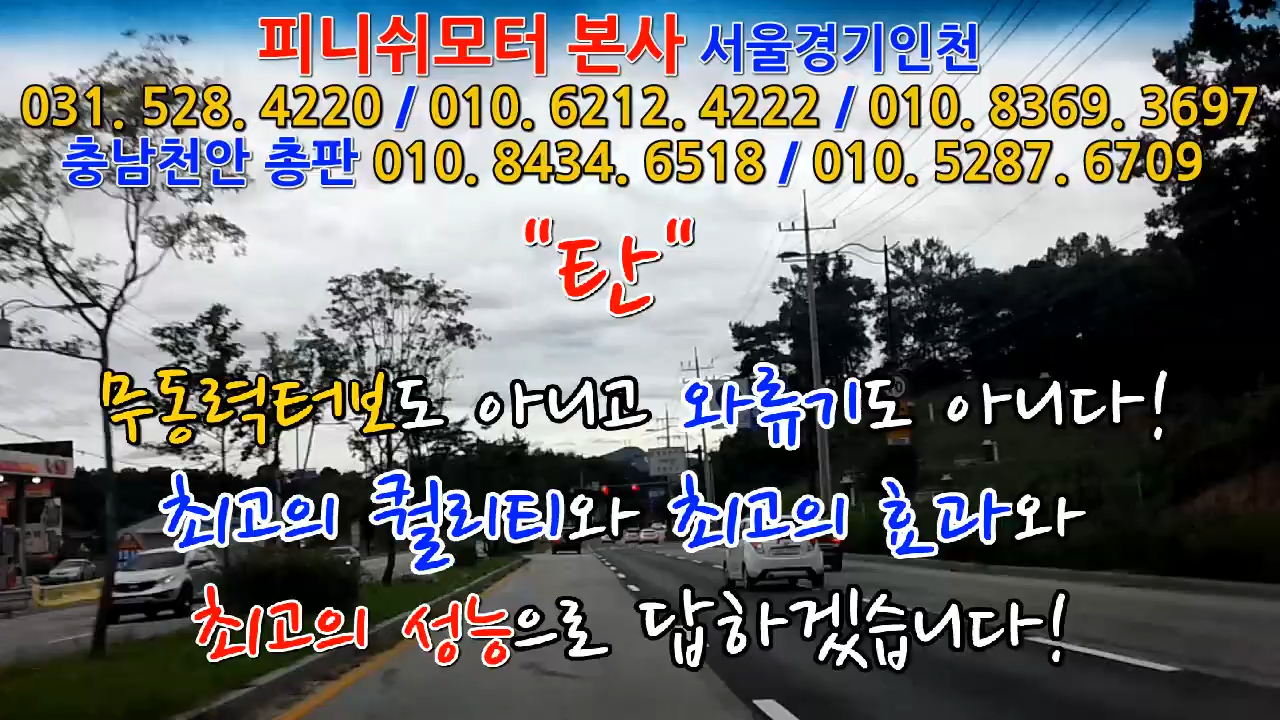 피니쉬모터 본사 서울경기인천
031. 528. 4220 / 010. 6212. 4222 / 010. 8369. 3697
충남천안 총판 010. 8434. 6518 / 010. 5287. 6709
"탄"
무동력터보도 아니고 와류기도 아니다!
최고의 퀄리티와 최고의 효과와
최고의 성능으로 답하겠습니다!